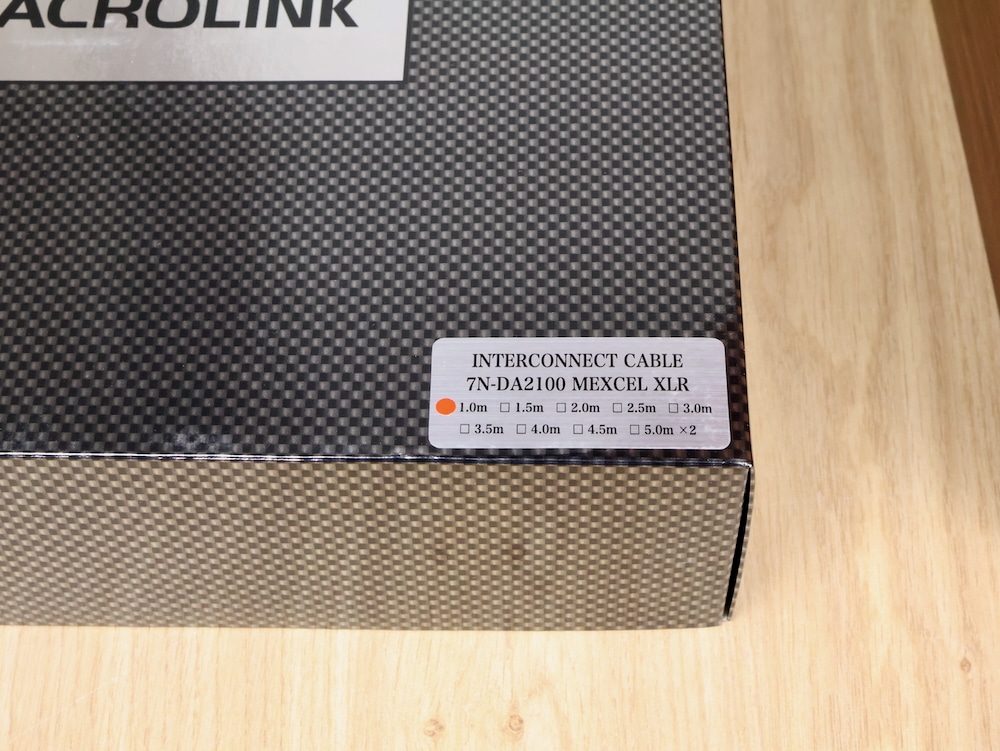 ACROLINK
INTERCONNECT CABLE
7N-DA2100 MEXCEL XLR
1.0m □ 1.5m □ 2.0m □ 2.5m □ 3.0m
□ 3.5m □ 4.0m □ 4.5m □ 5.0m ×2